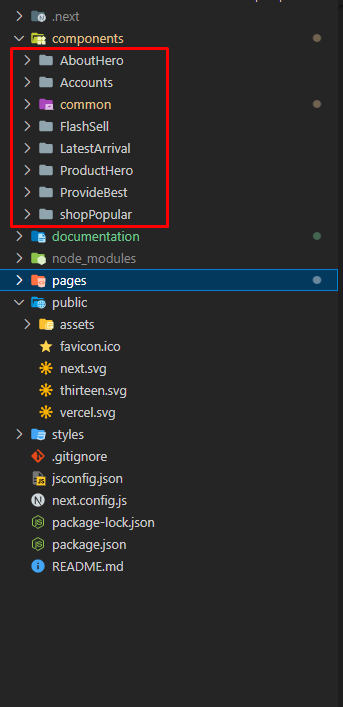 .next
components
AboutHero
Accounts
common
FlashSell
LatestArrival
ProductHero
ProvideBest
shopPopular
documentation
node_modules
pages
public
assets
favicon.ico
next.svg
thirteen.svg
vercel.svg
styles
.gitignore
jsconfig.json
next.config.js
package-lock.json
package.json
README.md